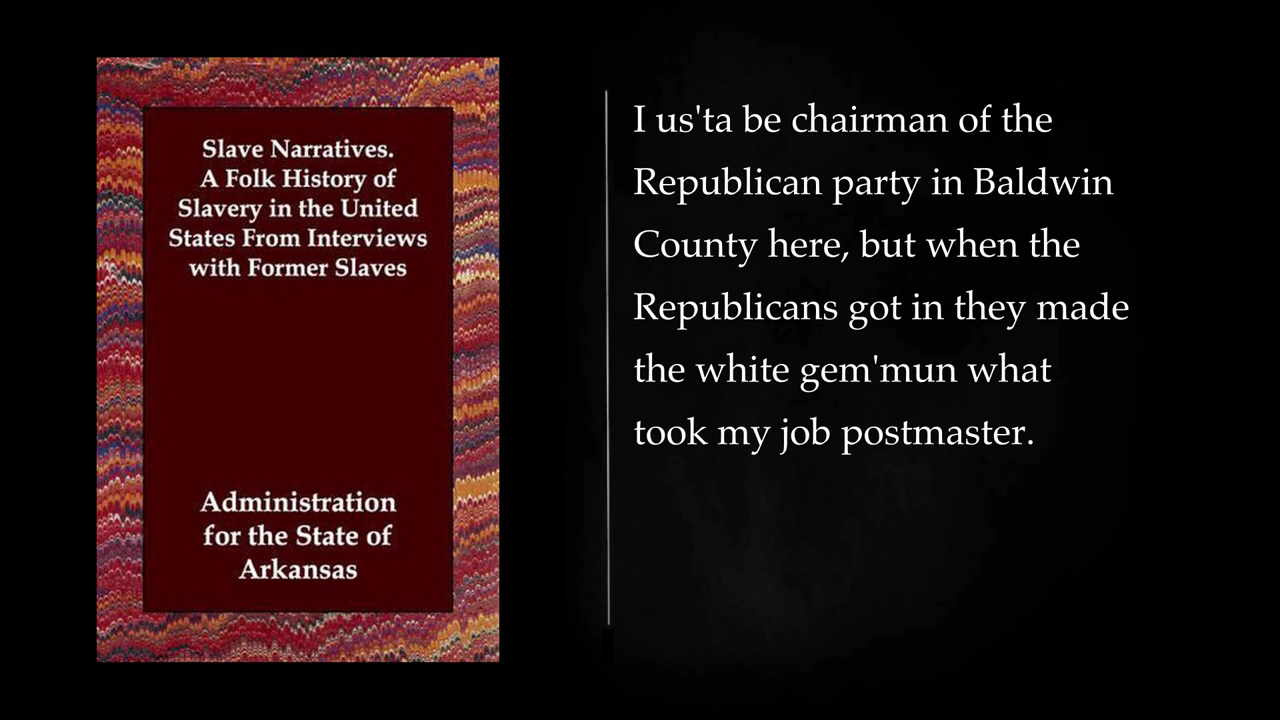 Slave Narratives.
A Folk History of
Slavery in the United
States From Interviews
with Former Slaves
Administration
for the State of
Arkansas
I us'ta be chairman of the
Republican party in Baldwin
County here, but when the
Republicans got in they made
the white gem'mun what
took my job postmaster.